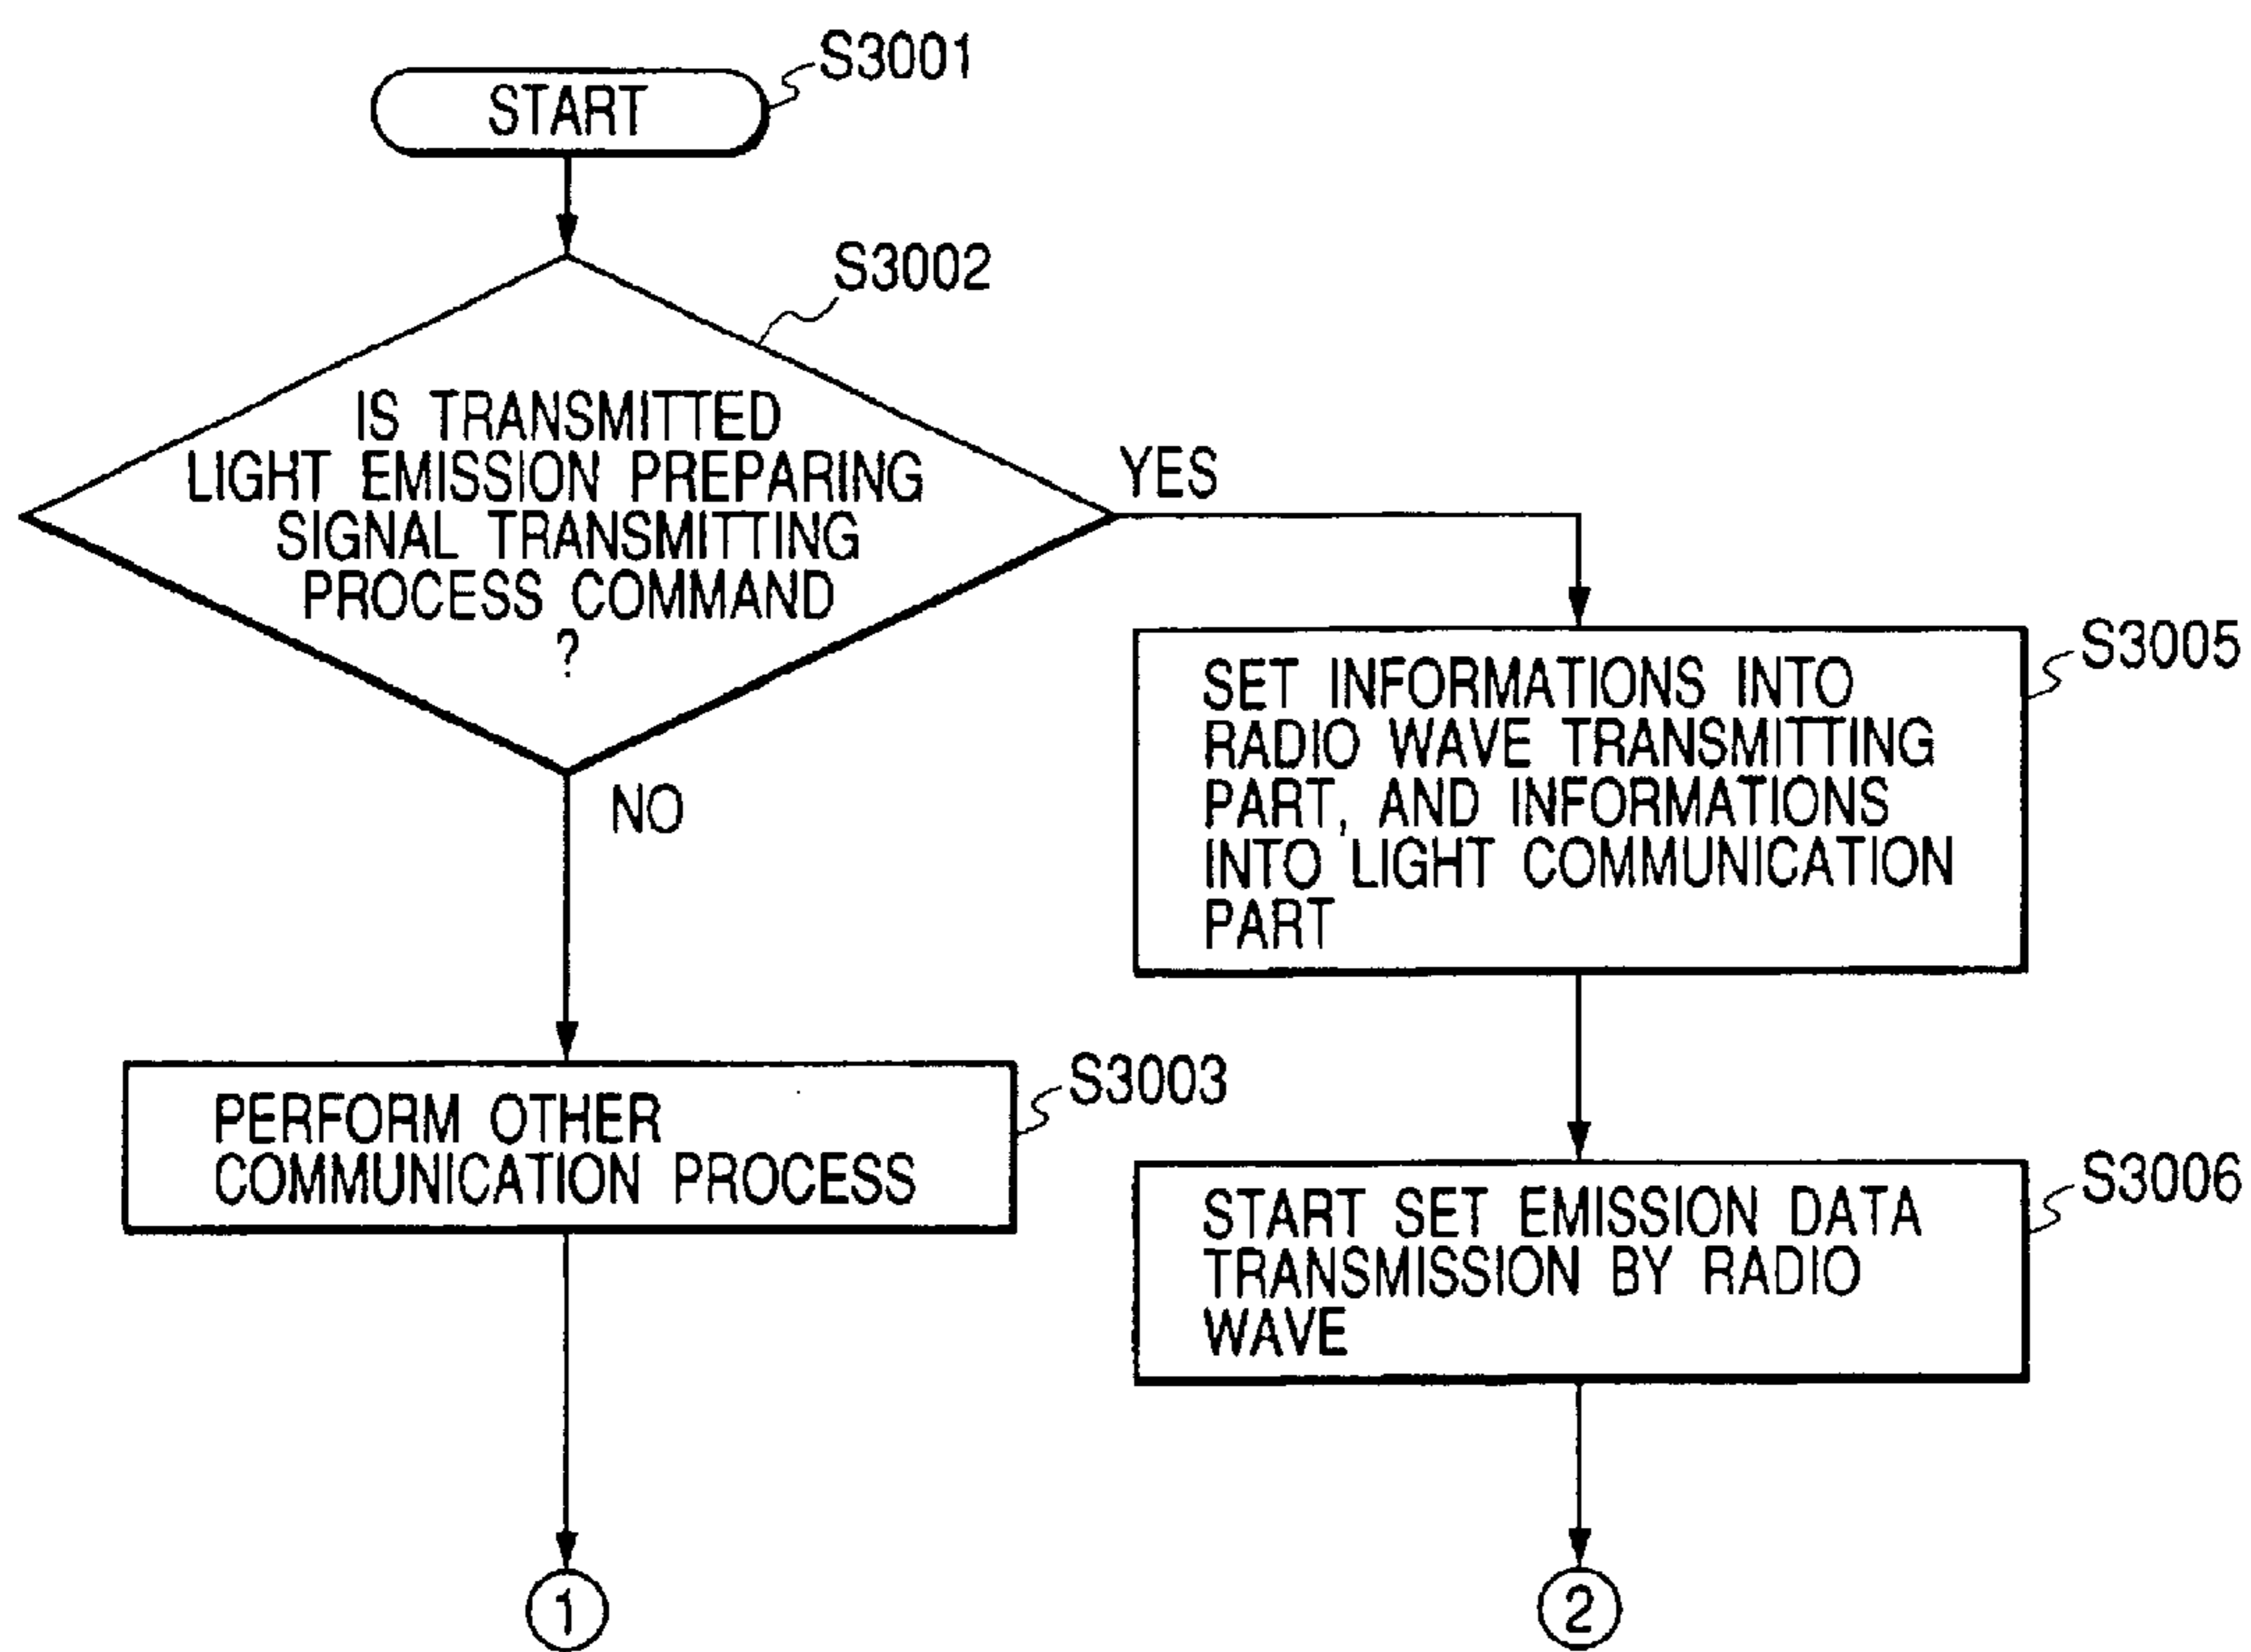 START
S3001
S3002
IS TRANSMITTED
LIGHT EMISSION PREPARING
SIGNAL TRANSMITTING
PROCESS COMMAND
?
YES
NO
SET INFORMATIONS INTO
RADIO WAVE TRANSMITTING
PART, AND INFORMATIONS
INTO LIGHT COMMUNICATION
PART
S3005
PERFORM OTHER
COMMUNICATION PROCESS
S3003
START SET EMISSION DATA
TRANSMISSION BY RADIO
WAVE
S3006
1
2